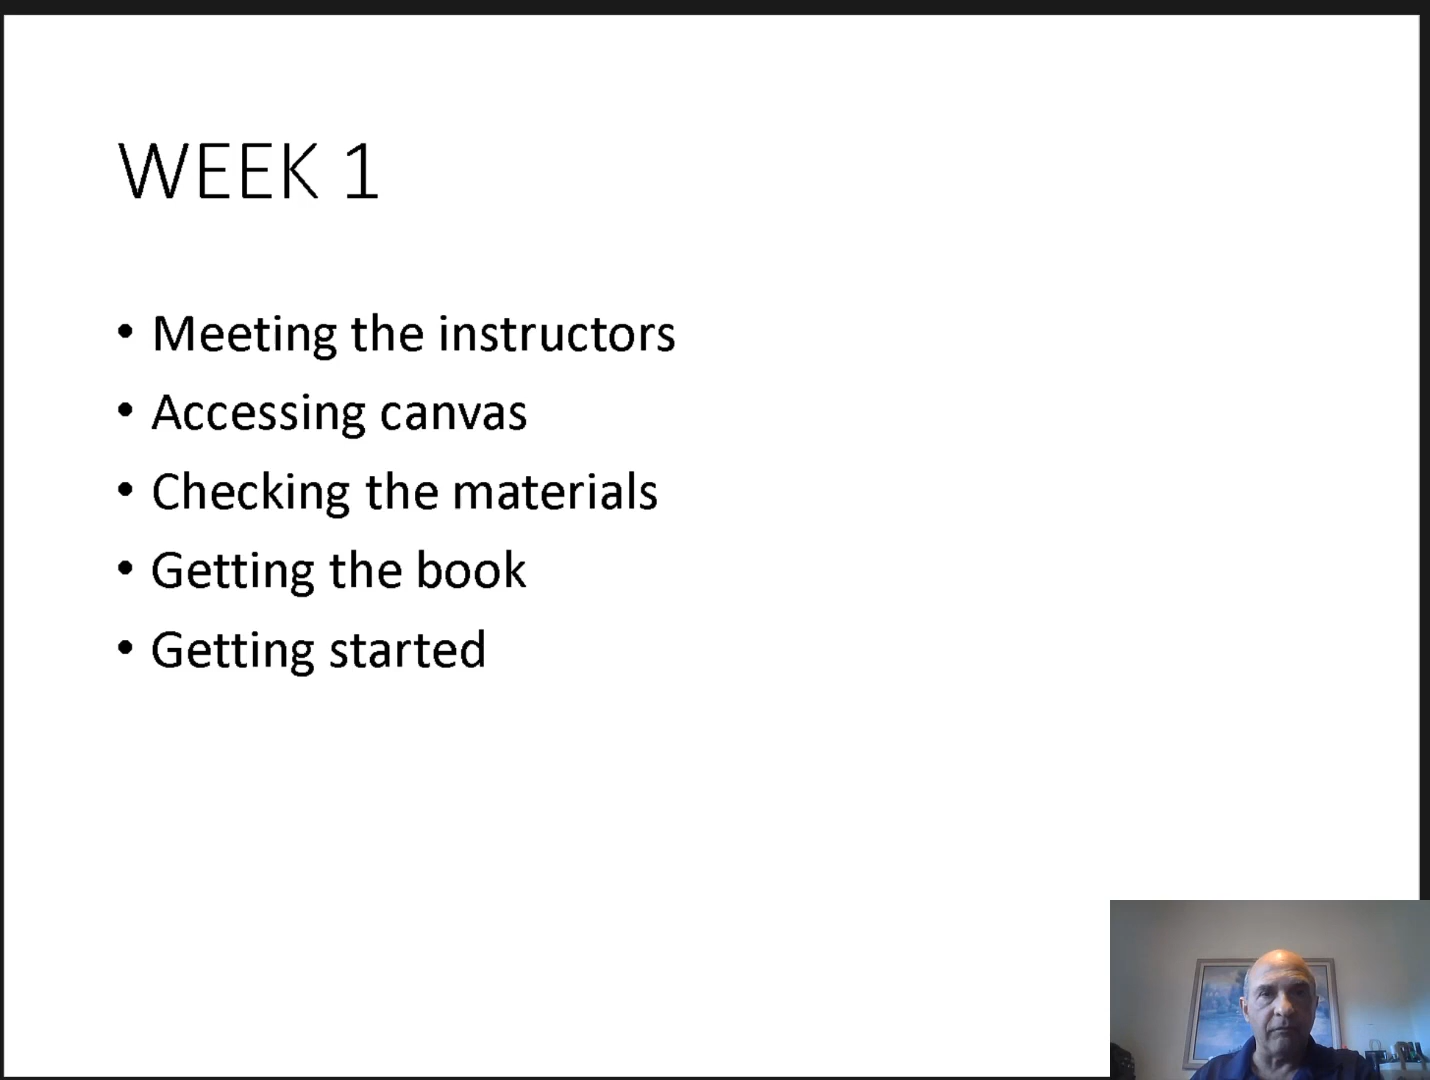 WEEK 1
• Meeting the instructors
• Accessing canvas
• Checking the materials
• Getting the book
• Getting started